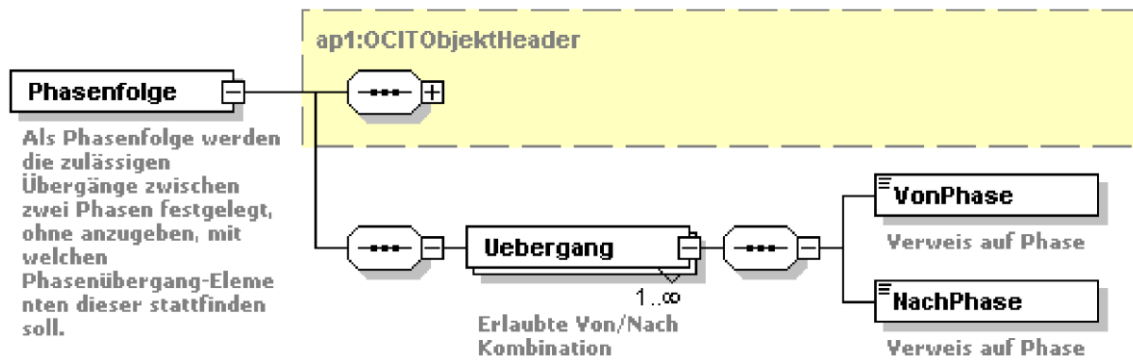 ap1:OCITObjektHeader
Phasenfolge
Als Phasenfolge werden
die zulässigen
Übergänge zwischen
zwei Phasen festgelegt,
ohne anzugeben, mit
welchen
Phasenübergang-Eleme
nten dieser stattfinden
soll.
Uebergang
1..∞
Erlaubte Von/Nach
Kombination
VonPhase
Verweis auf Phase
NachPhase
Verweis auf Phase